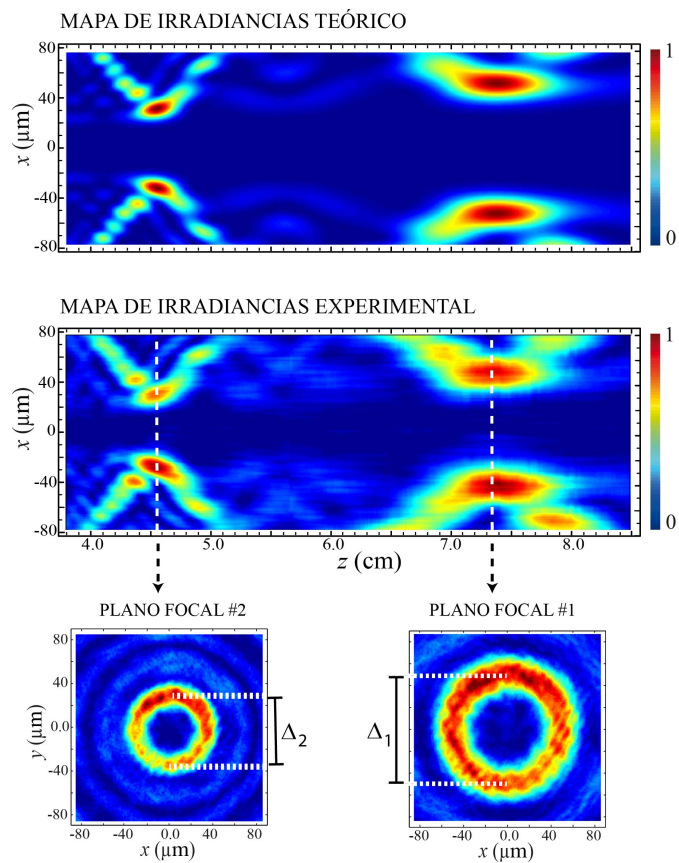 MAPA DE IRRADIANCIAS TEÓRICO
80
40
0
-40
-80
x (μm)
1
0
MAPA DE IRRADIANCIAS EXPERIMENTAL
80
40
0
-40
-80
x (μm)
1
0
4.0 5.0 6.0 7.0 8.0
z (cm)
PLANO FOCAL #2
80
40
0.0
-40
-80
y (μm)
Δ2
-80 -40 0.0 40 80
x (μm)
PLANO FOCAL #1
Δ1
-80 -40 0.0 40 80
x (μm)